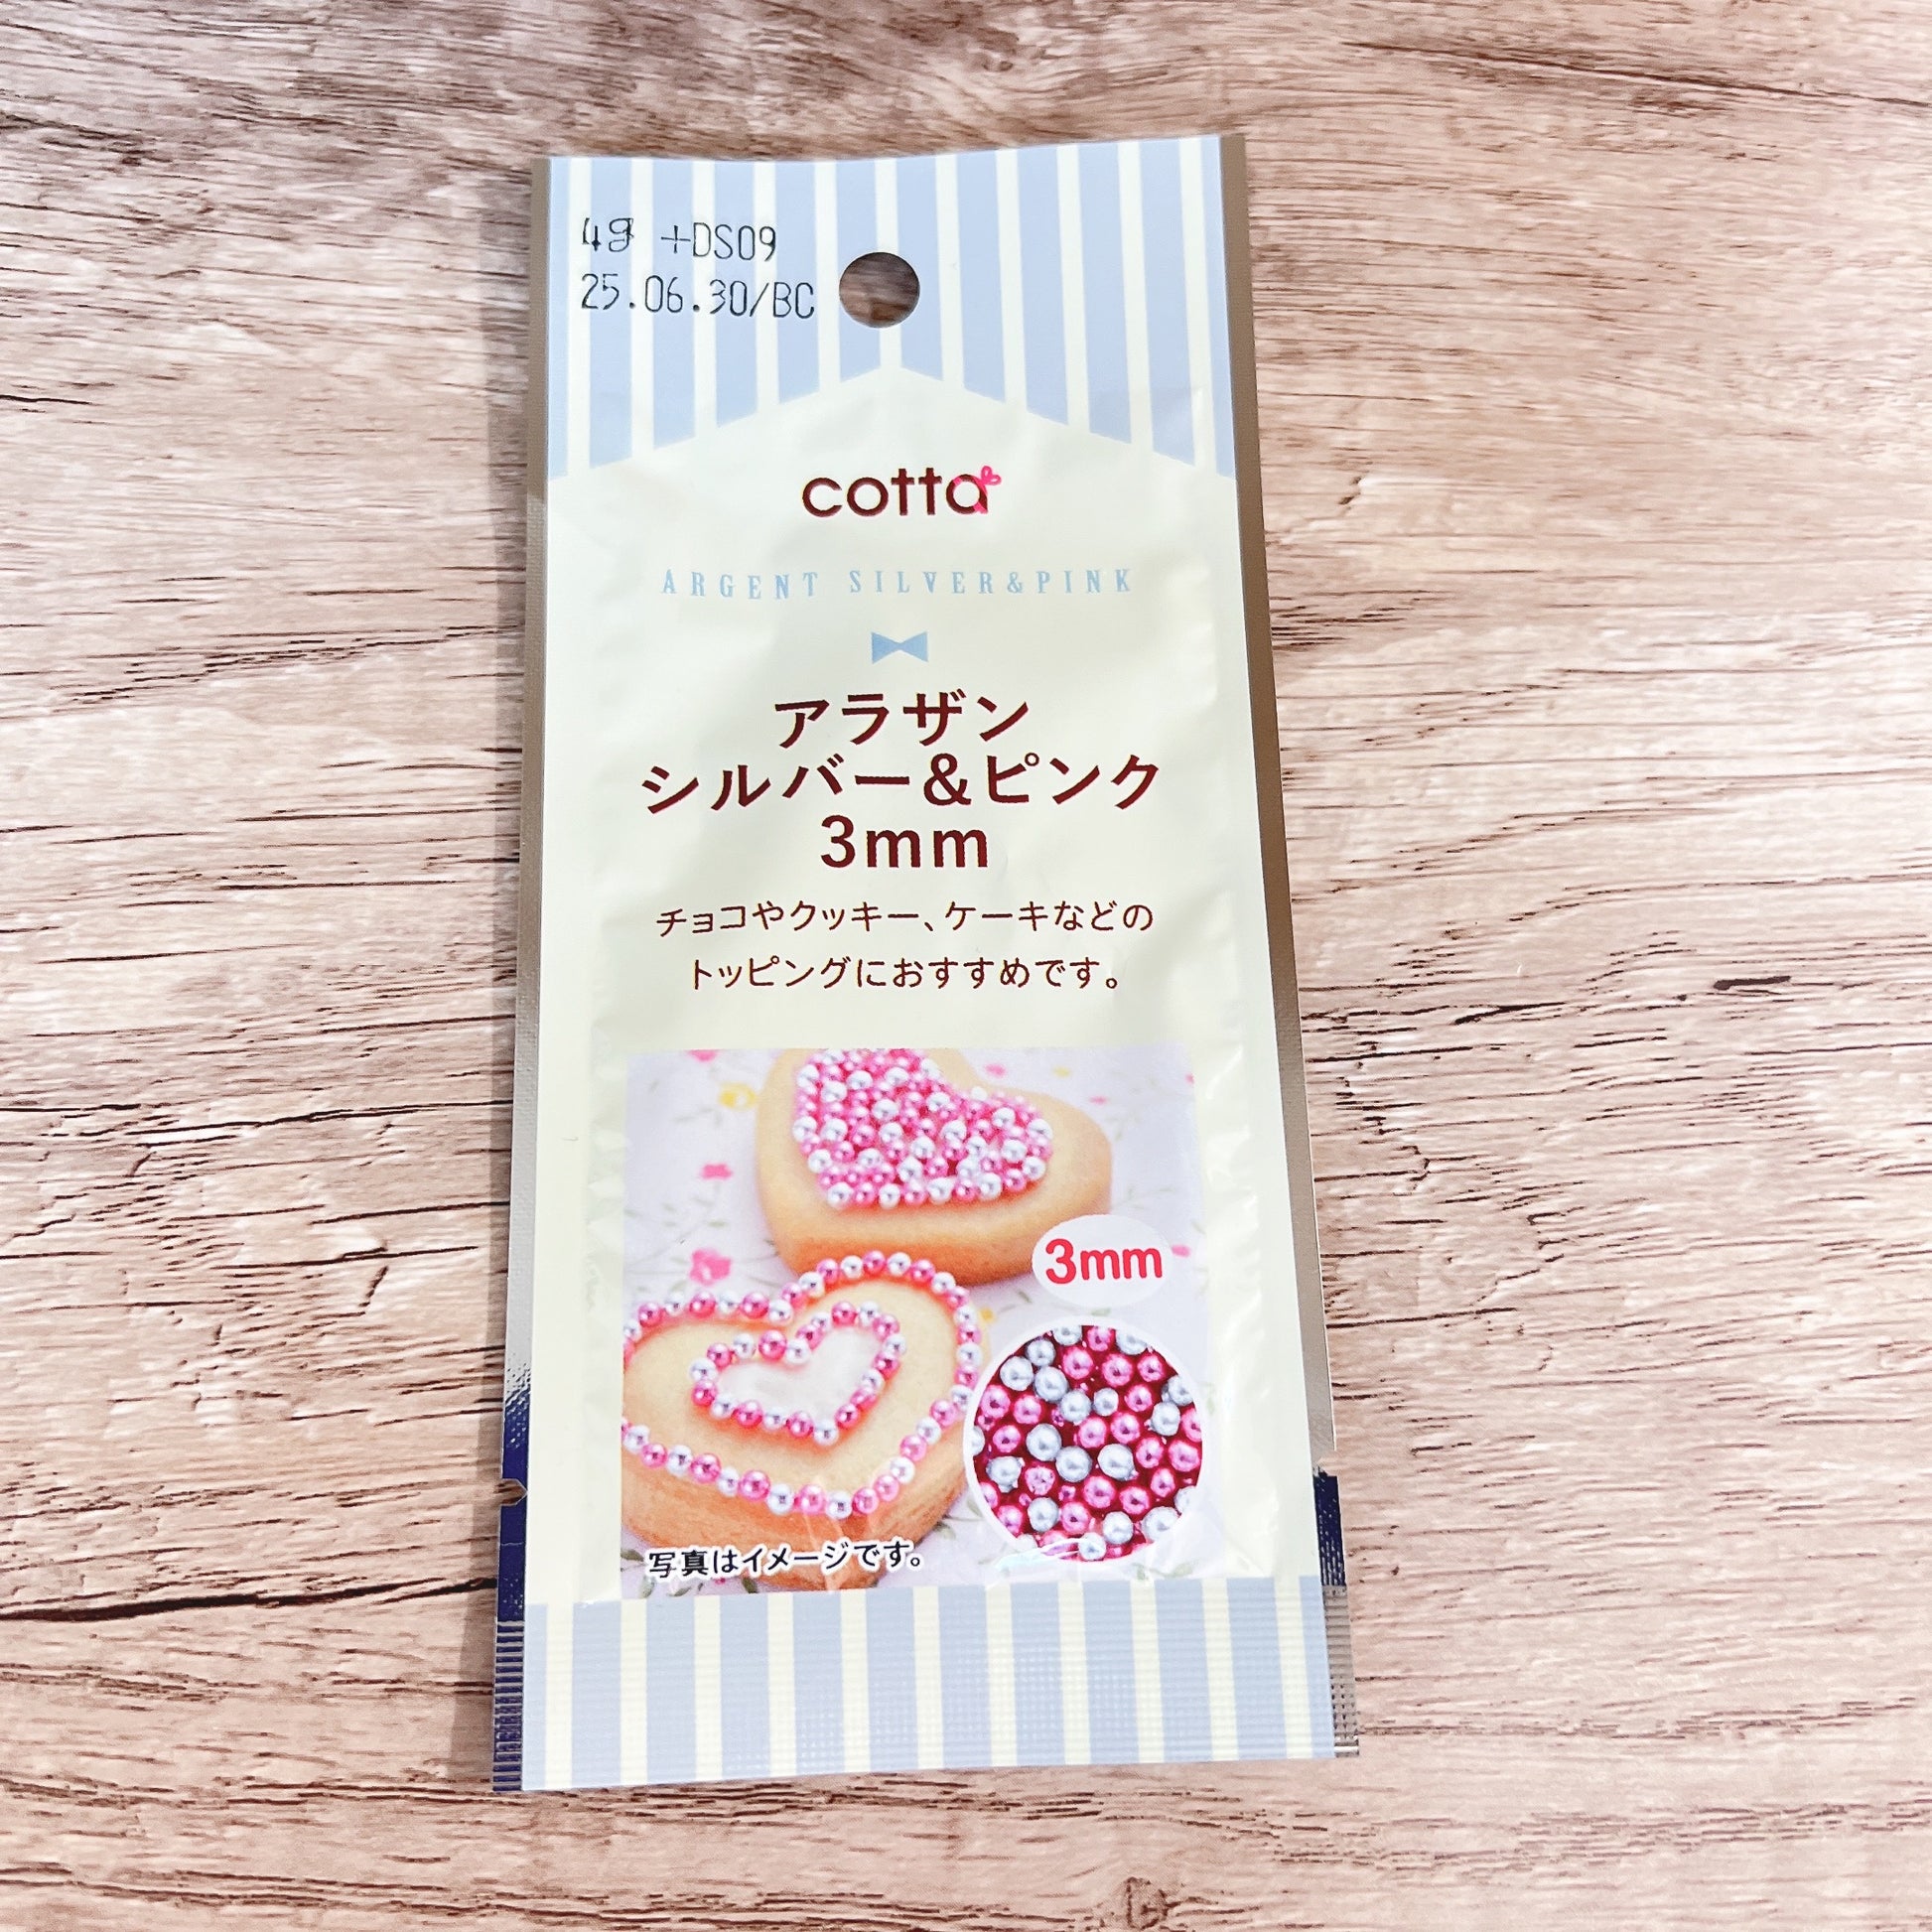 4g +DS09
25.06.30/BC
cotta
ARGENT SILVER&PINK
アラザン
シルバー&ピンク
3mm
チョコやクッキー、ケーキなどの
トッピングにおすすめです。
3mm
写真はイメージです。